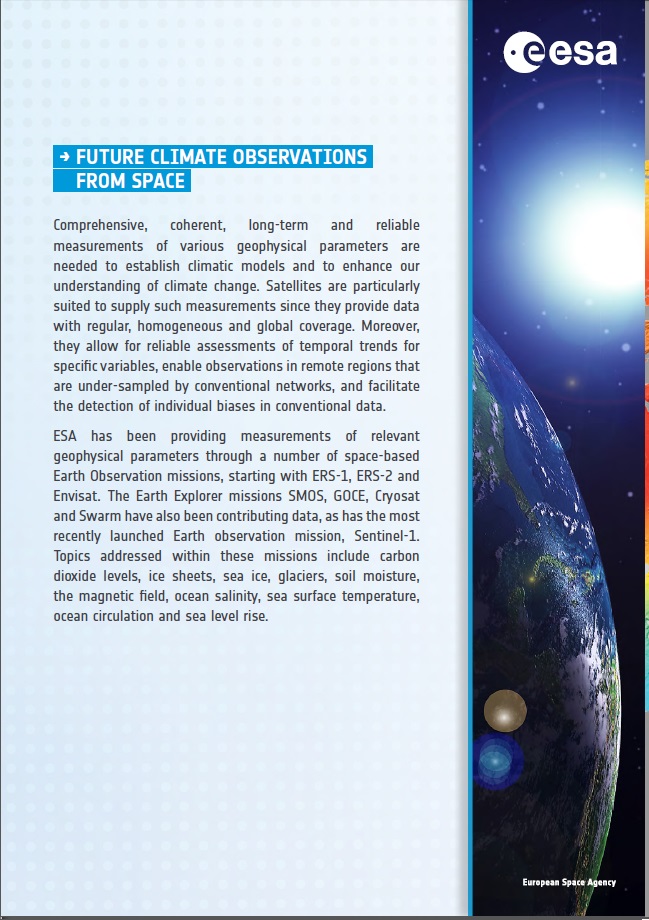 esa
→ FUTURE CLIMATE OBSERVATIONS
FROM SPACE
Comprehensive, coherent, long-term and reliable
measurements of various geophysical parameters are
needed to establish climatic models and to enhance our
understanding of climate change. Satellites are particularly
suited to supply such measurements since they provide data
with regular, homogeneous and global coverage. Moreover,
they allow for reliable assessments of temporal trends for
specific variables, enable observations in remote regions that
are under-sampled by conventional networks, and facilitate
the detection of individual biases in conventional data.
ESA has been providing measurements of relevant
geophysical parameters through a number of space-based
Earth Observation missions, starting with ERS-1, ERS-2 and
Envisat. The Earth Explorer missions SMOS, GOCE, Cryosat
and Swarm have also been contributing data, as has the most
recently launched Earth observation mission, Sentinel-1.
Topics addressed within these missions include carbon
dioxide levels, ice sheets, sea ice, glaciers, soil moisture,
the magnetic field, ocean salinity, sea surface temperature,
ocean circulation and sea level rise.
European Space Agency